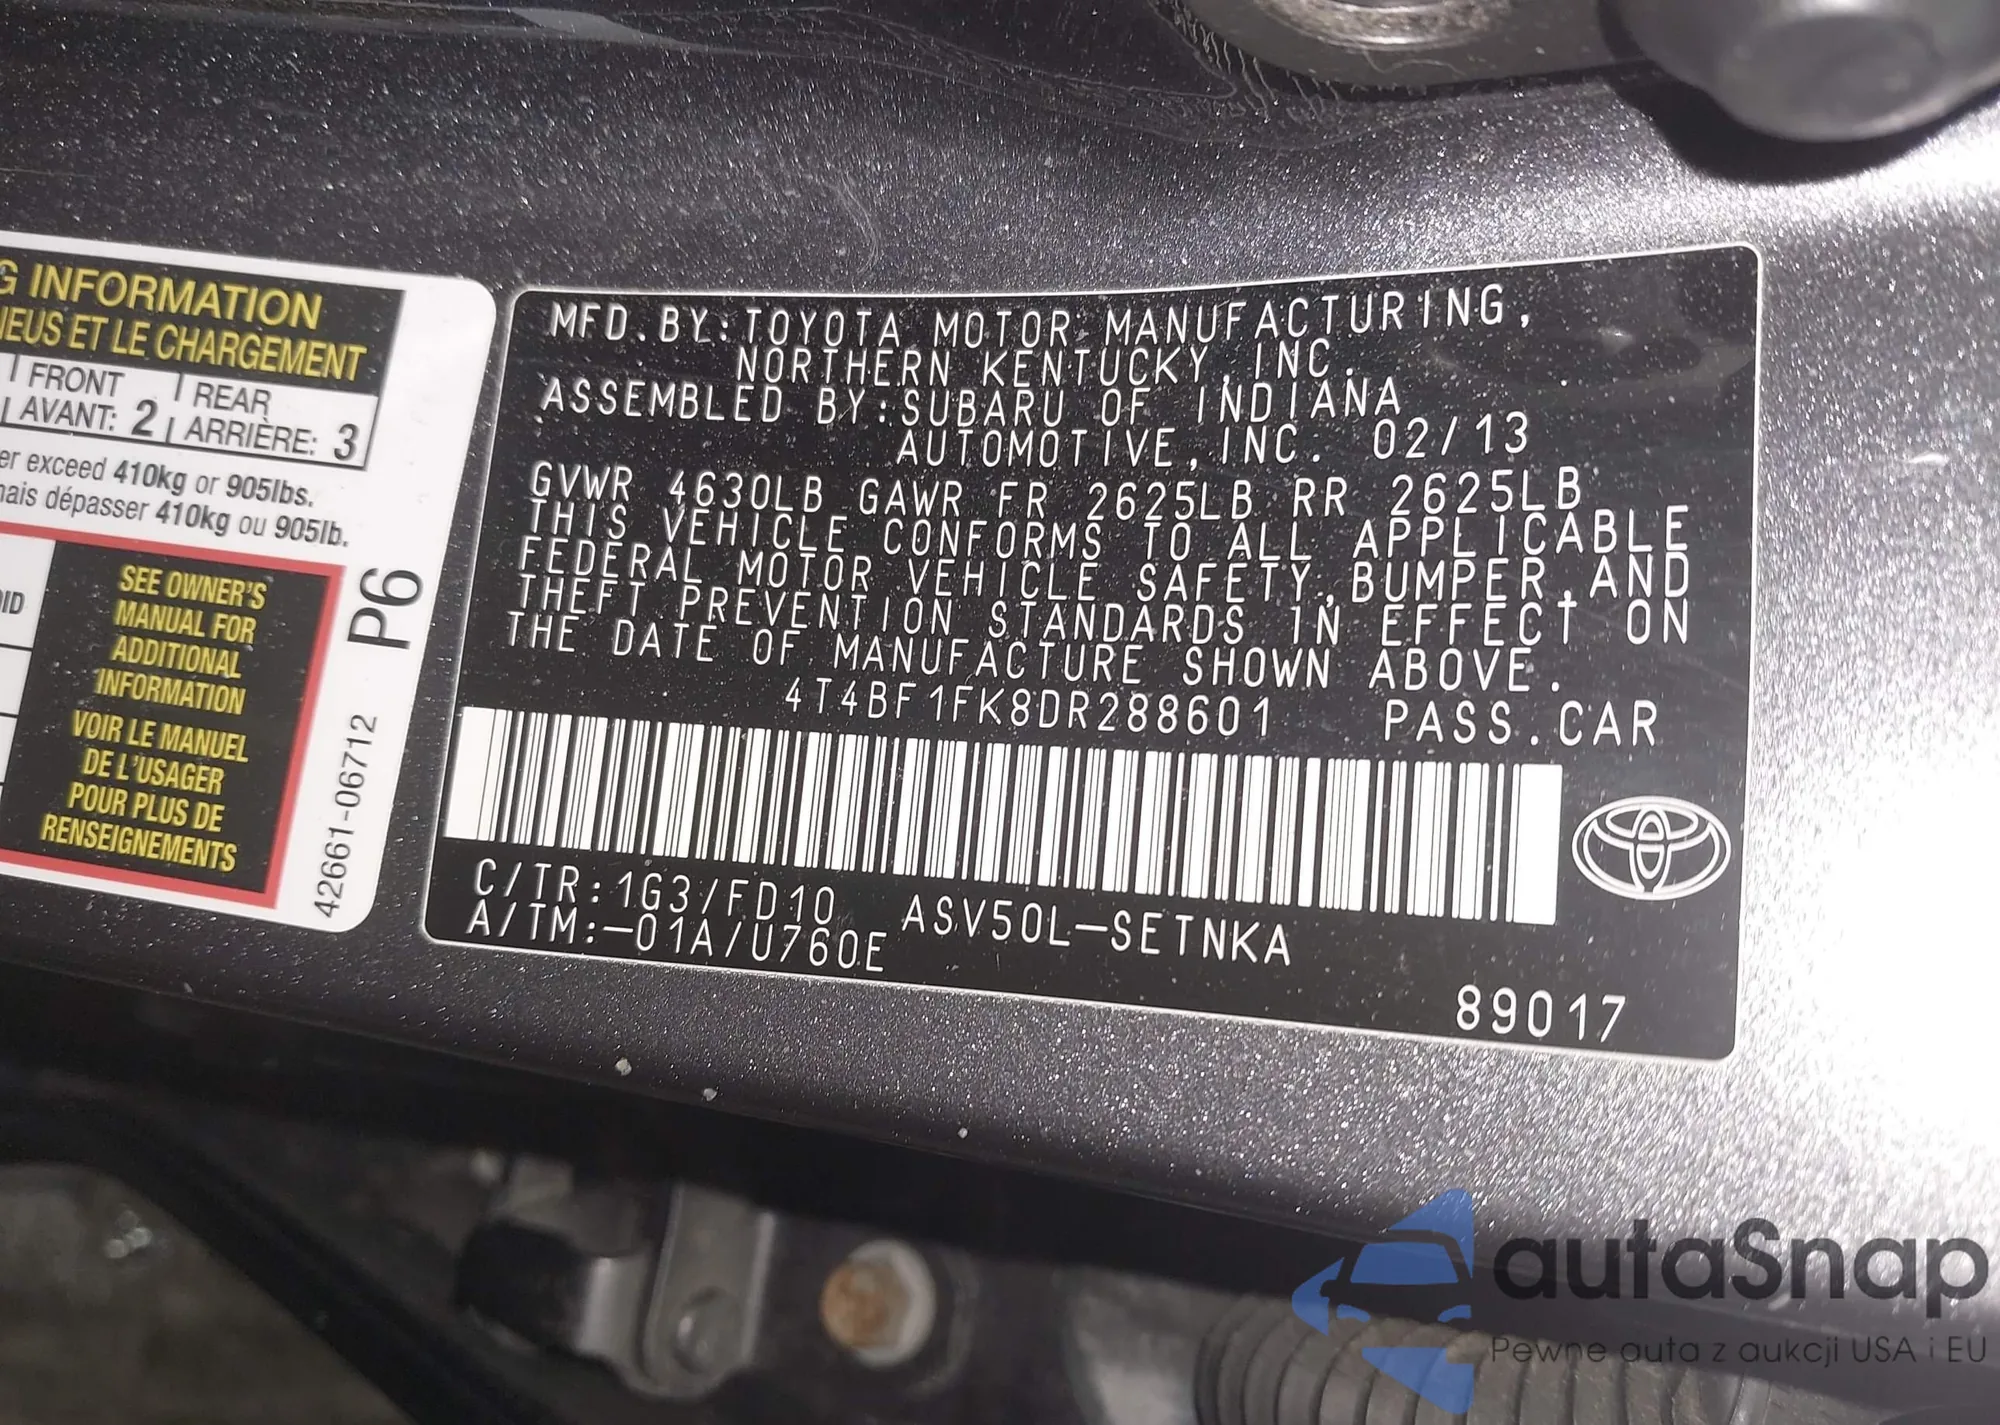 G INFORMATION
NEUS ET LE CHARGEMENT
FRONT REAR
AVANT: 2 ARRIÈRE: 3
er exceed 410kg or 905lbs.
mais dépasser 410kg ou 905lb.
SEE OWNER'S
MANUAL FOR
ADDITIONAL
INFORMATION
VOIR LE MANUEL
DE L'USAGER
POUR PLUS DE
RENSEIGNEMENTS
P6
42661-06712
MFD.BY:TOYOTA MOTOR MANUFACTURING,
NORTHERN KENTUCKY,INC.
ASSEMBLED BY:SUBARU OF INDIANA
AUTOMOTIVE,INC. 02/13
GVWR 4630LB GAWR FR 2625LB RR 2625LB
THIS VEHICLE CONFORMS TO ALL APPLICABLE
FEDERAL MOTOR VEHICLE SAFETY,BUMPER,AND
THEFT PREVENTION STANDARDS IN EFFECT ON
THE DATE OF MANUFACTURE SHOWN ABOVE.
4T4BF1FK8DR288601 PASS.CAR
C/TR:1G3/FD10 ASV50L-SETNKA
A/TM:-01A/U760E
89017
autaSnap
Pewne auta z aukcji USA i EU